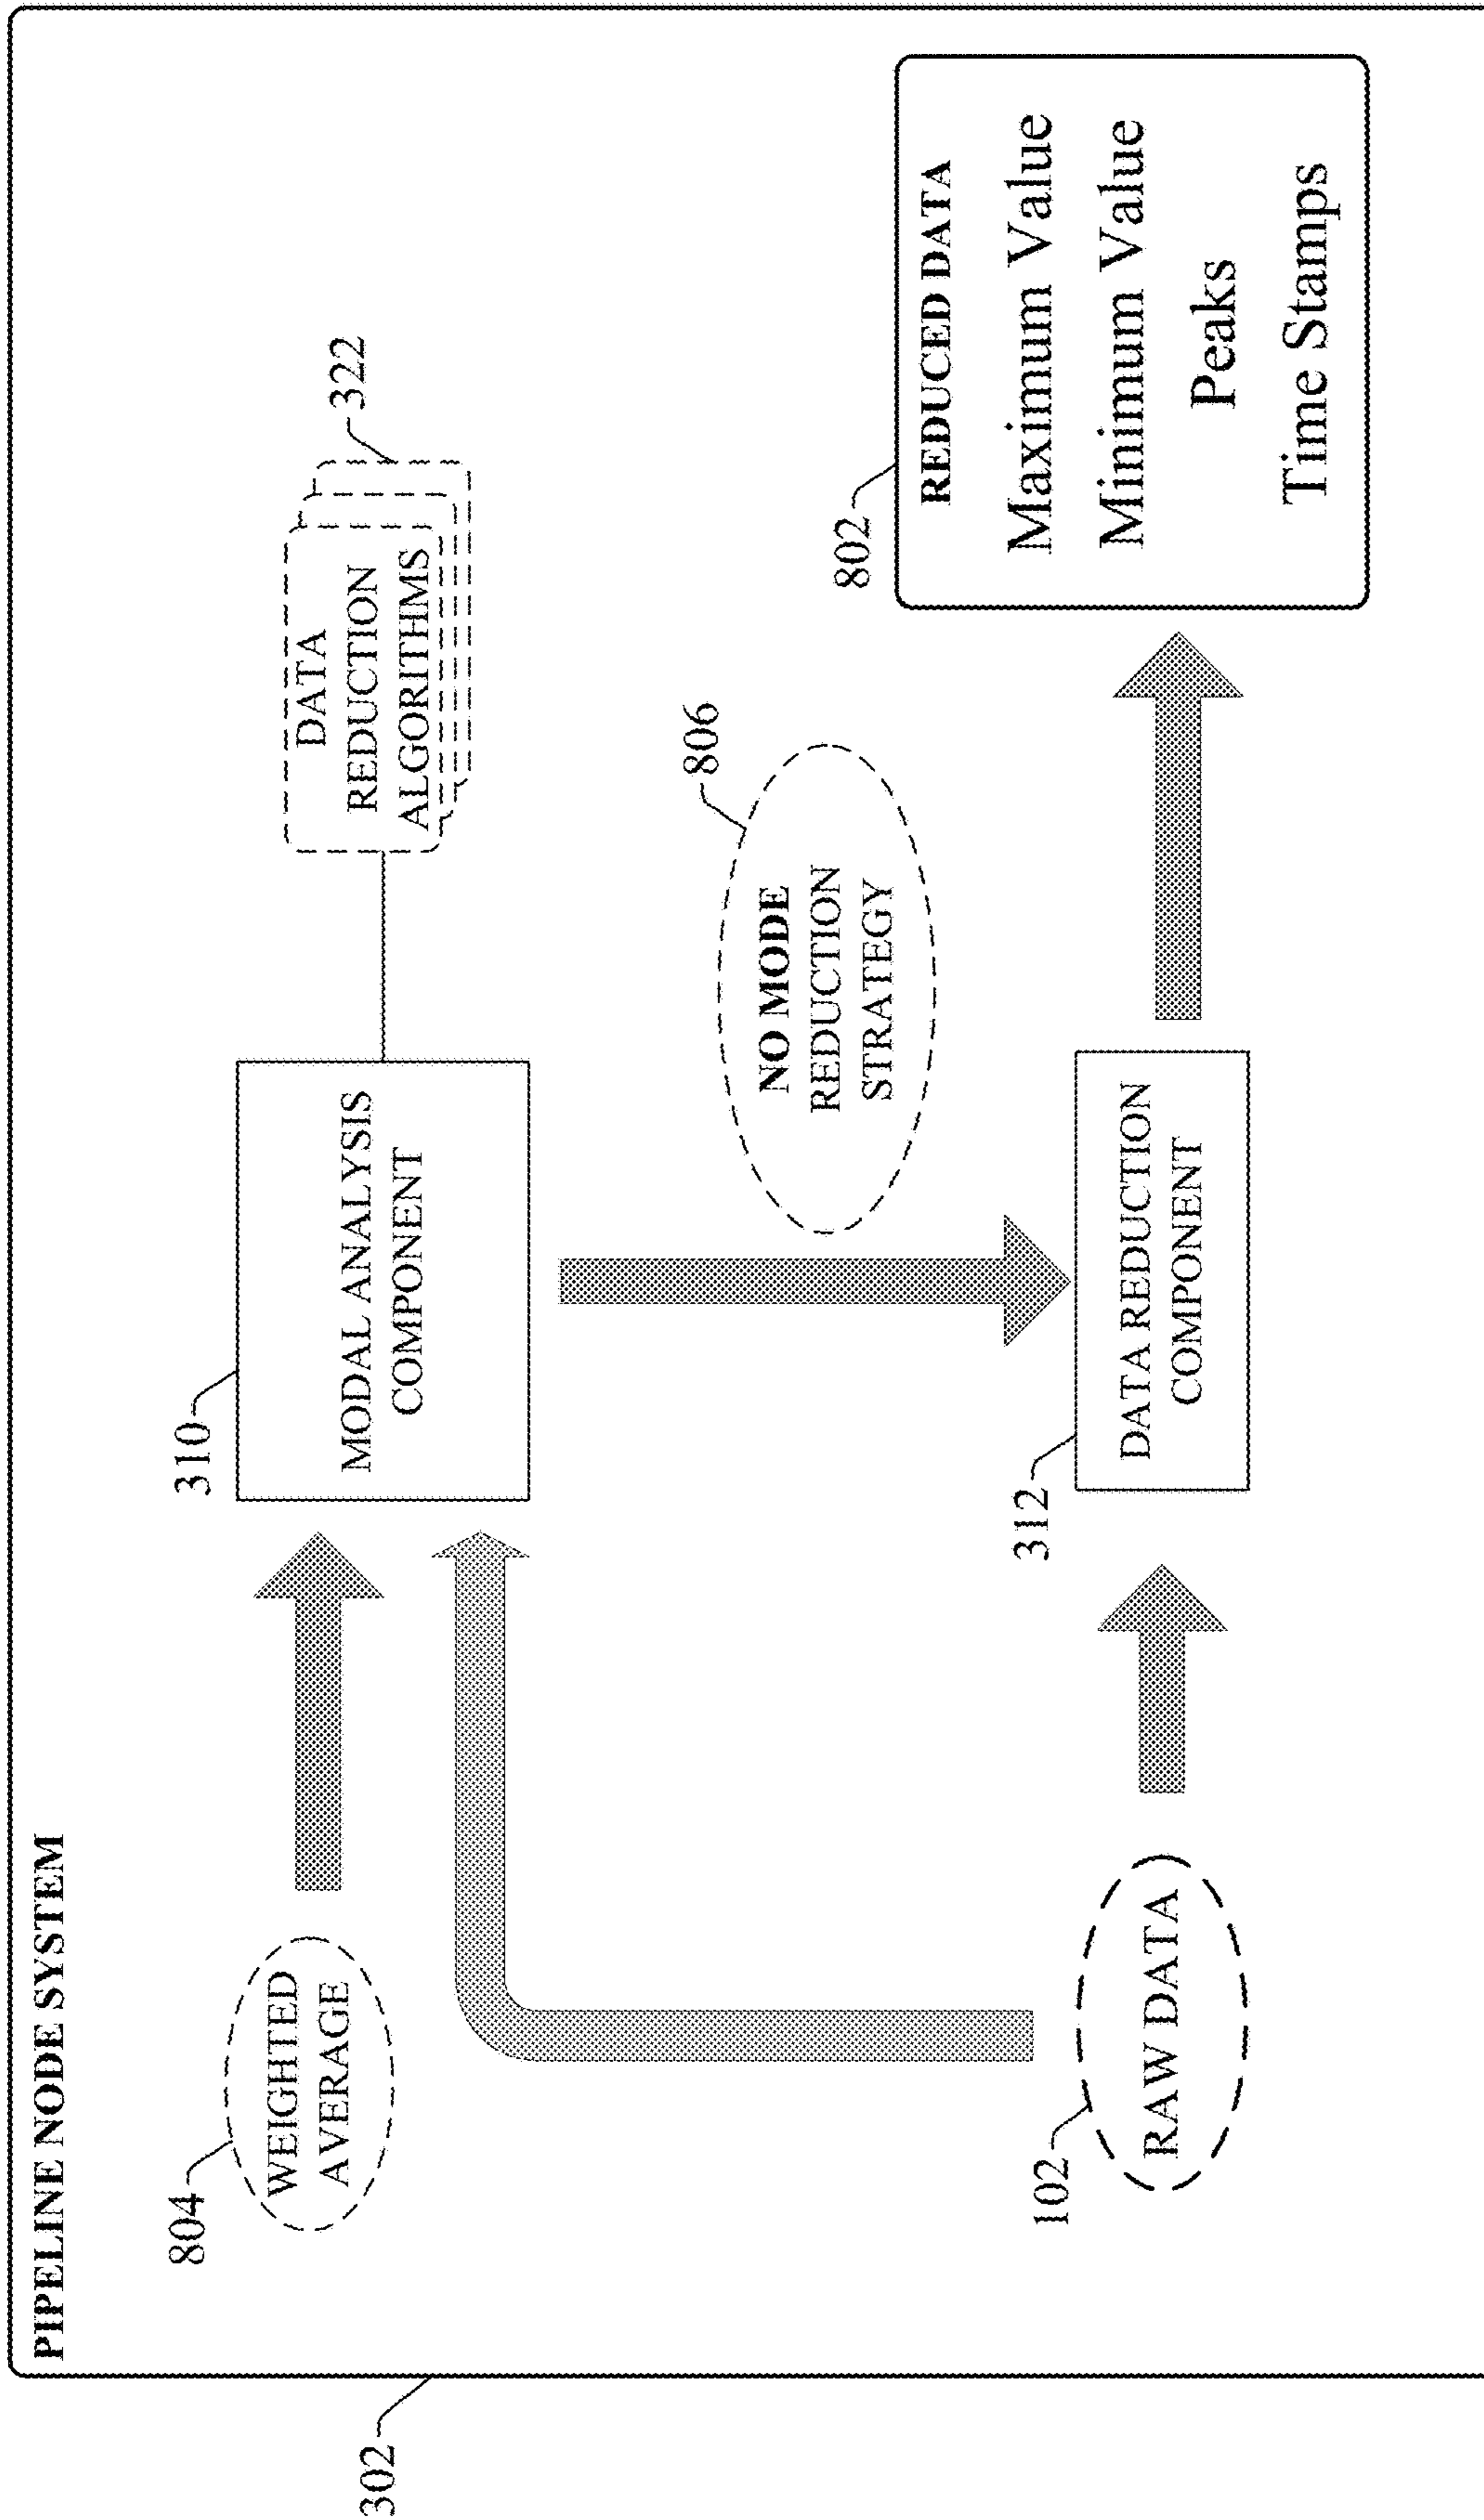 PIPELINE NODE SYSTEM
302
804
WEIGHTED
AVERAGE
310
MODAL ANALYSIS
COMPONENT
322
DATA
REDUCTION
ALGORITHMS
806
NO MODE
REDUCTION
STRATEGY
102
RAW DATA
312
DATA REDUCTION
COMPONENT
802
REDUCED DATA
Maximum Value
Minimum Value
Peaks
Time Stamps